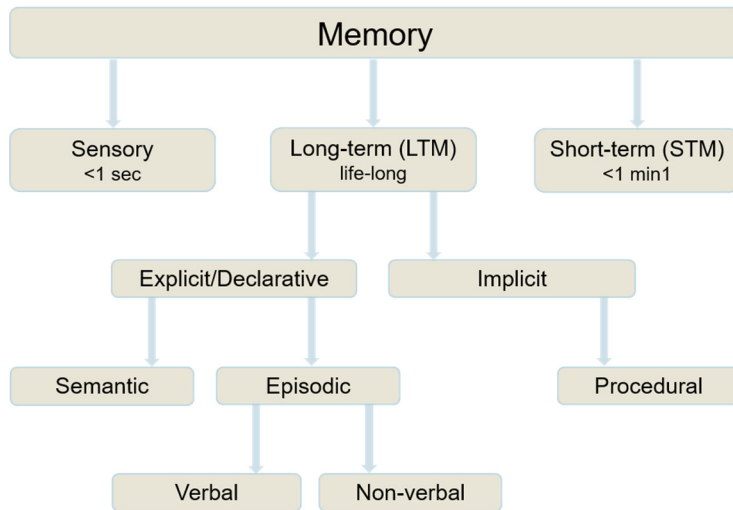 Memory
Sensory
<1 sec
Long-term (LTM)
life-long
Short-term (STM)
<1 min1
Explicit/Declarative
Implicit
Semantic
Episodic
Procedural
Verbal
Non-verbal